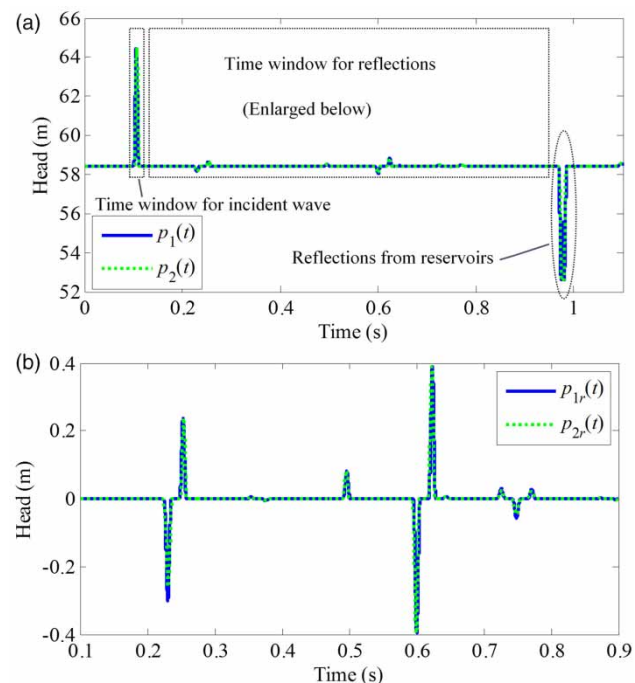 (a)
66
64
62
60
58
56
54
52
Head (m)
Time window for reflections
(Enlarged below)
Time window for incident wave
p1(t)
p2(t)
Reflections from reservoirs
0
0.2
0.4
0.6
0.8
1
Time (s)
(b)
0.4
0.2
0
-0.2
-0.4
Head (m)
p1r(t)
p2r(t)
0.1
0.2
0.3
0.4
0.5
0.6
0.7
0.8
0.9
Time (s)